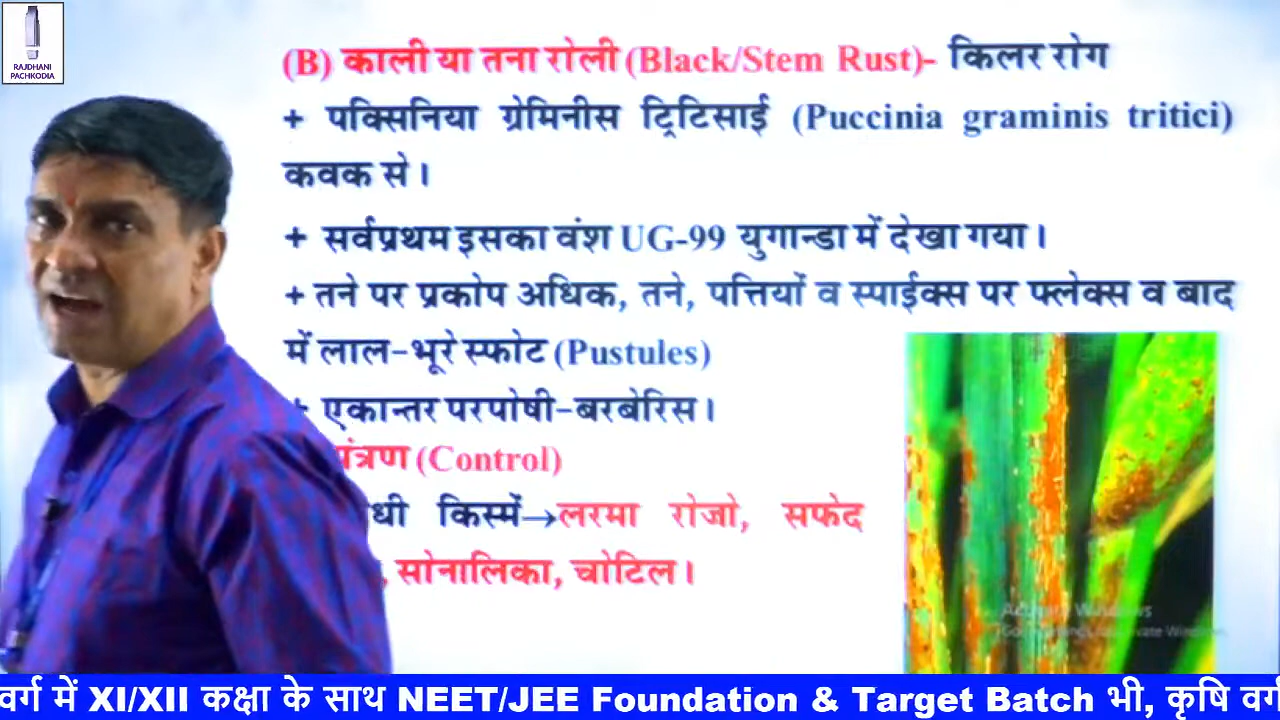 RAJDHANI
PACHKODIA
(B) काली या तना रोली (Black/Stem Rust)- किलर रोग
+ पक्सिनिया ग्रेमिनीस ट्रिटिसाई (Puccinia graminis tritici)
कवक से।
+ सर्वप्रथम इसका वंश UG-99 युगान्डा में देखा गया।
+ तने पर प्रकोप अधिक, तने, पत्तियों व स्पाईक्स पर फ्लेक्स व बाद
में लाल-भूरे स्फोट (Pustules)
+ एकान्तर परपोषी-बरबेरिस।
(Control)
किस्में→लरमा रोजो, सफेद
, सोनालिका, चोटिल।
Activate Windows
वर्ग में XI/XII कक्षा के साथ NEET/JEE Foundation & Target Batch भी, कृषि वर्ग